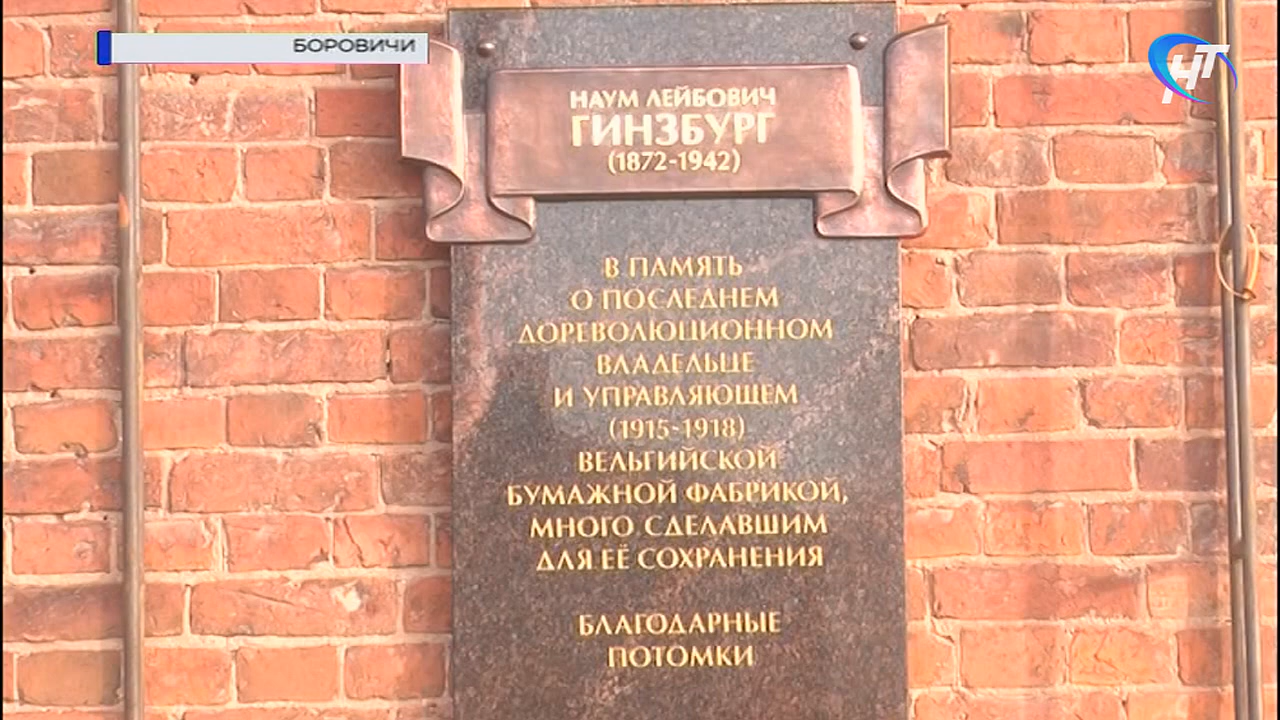 БОРОВИЧИ
НТ
НАУМ ЛЕЙБОВИЧ
ГИНЗБУРГ
(1872-1942)
В ПАМЯТЬ
О ПОСЛЕДНЕМ
ДОРЕВОЛЮЦИОННОМ
ВЛАДЕЛЬЦЕ
И УПРАВЛЯЮЩЕМ
(1915-1918)
ВЕЛЬГИЙСКОЙ
БУМАЖНОЙ ФАБРИКОЙ,
МНОГО СДЕЛАВШИМ
ДЛЯ ЕЁ СОХРАНЕНИЯ
БЛАГОДАРНЫЕ
ПОТОМКИ